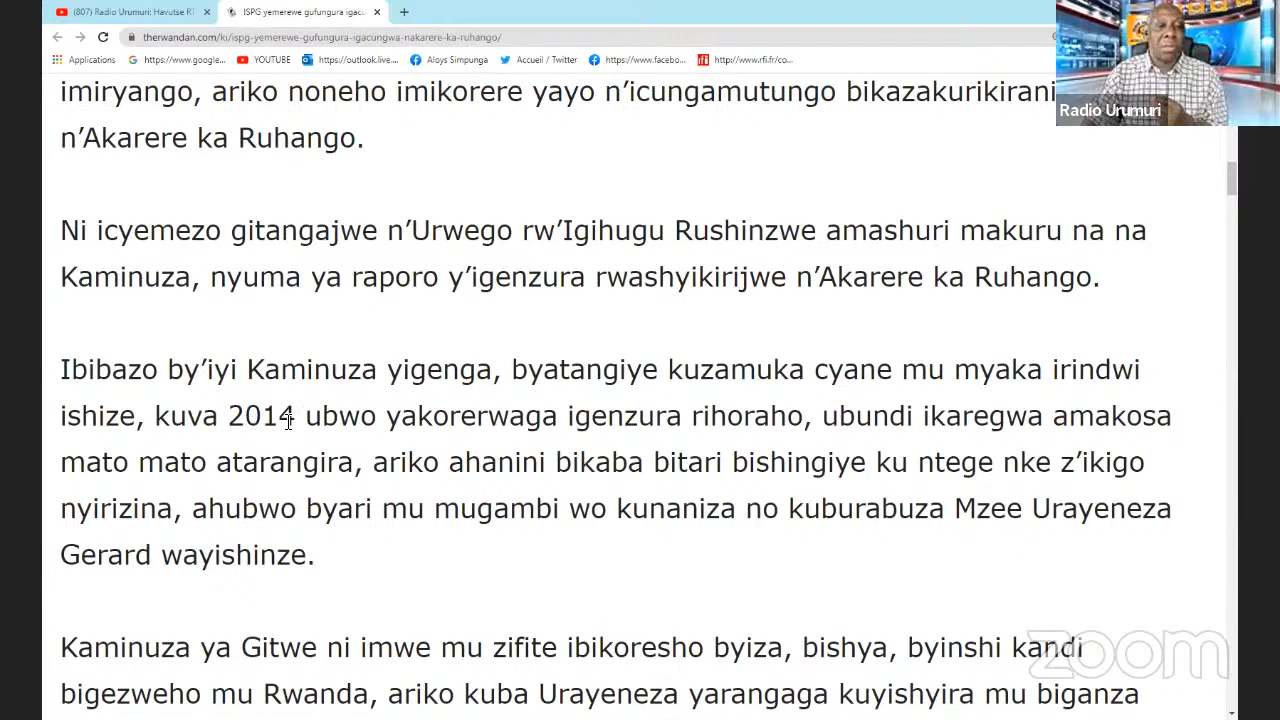 (807) Radio Urumuri: Havutse RT
ISPG yemerewe gufungura igacu
therwandan.com/ki/ispg-yemerewe-gufungura-igacungwa-nakarere-ka-ruhango/
Applications
https://www.google...
YOUTUBE
https://outlook.live....
Aloys Simpunga
Accueil / Twitter
https://www.facebo...
http://www.rfi.fr/co...
Radio Urumuri
imiryango, ariko noneho imikorere yayo n’icungamutungo bikazakurikirani
n’Akarere ka Ruhango.
Ni icyemezo gitangajwe n’Urwego rw’Igihugu Rushinzwe amashuri makuru na na
Kaminuza, nyuma ya raporo y’igenzura rwashyikirijwe n’Akarere ka Ruhango.
Ibibazo by’iyi Kaminuza yigenga, byatangiye kuzamuka cyane mu myaka irindwi
ishize, kuva 2014 ubwo yakorerwaga igenzura rihoraho, ubundi ikaregwa amakosa
mato mato atarangira, ariko ahanini bikaba bitari bishingiye ku ntege nke z’ikigo
nyirizina, ahubwo byari mu mugambi wo kunaniza no kuburabuza Mzee Urayeneza
Gerard wayishinze.
Kaminuza ya Gitwe ni imwe mu zifite ibikoresho byiza, bishya, byinshi kandi
bigezweho mu Rwanda, ariko kuba Urayeneza yarangaga kuyishyira mu biganza
zoom